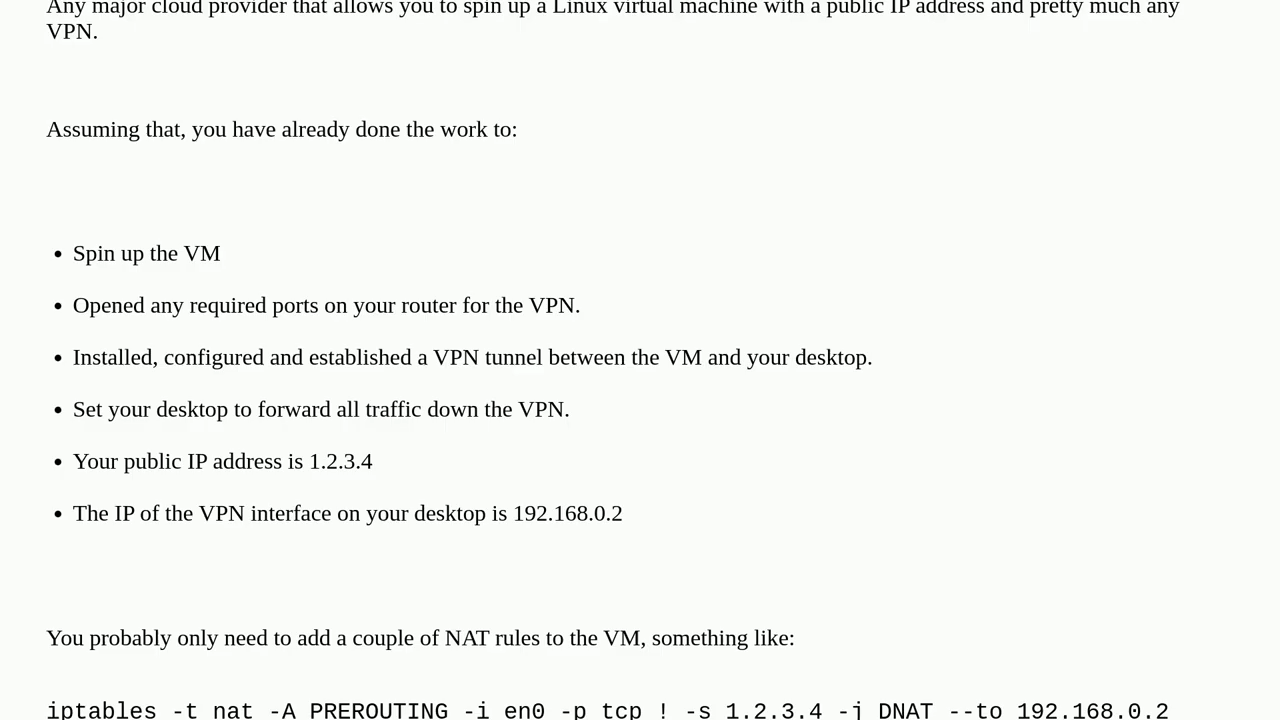 Any major cloud provider that allows you to spin up a Linux virtual machine with a public IP address and pretty much any
VPN.
Assuming that, you have already done the work to:
• Spin up the VM
• Opened any required ports on your router for the VPN.
• Installed, configured and established a VPN tunnel between the VM and your desktop.
• Set your desktop to forward all traffic down the VPN.
• Your public IP address is 1.2.3.4
• The IP of the VPN interface on your desktop is 192.168.0.2
You probably only need to add a couple of NAT rules to the VM, something like:
iptables -t nat -A PREROUTING -i en0 -p tcp ! -s 1.2.3.4 -j DNAT --to 192.168.0.2